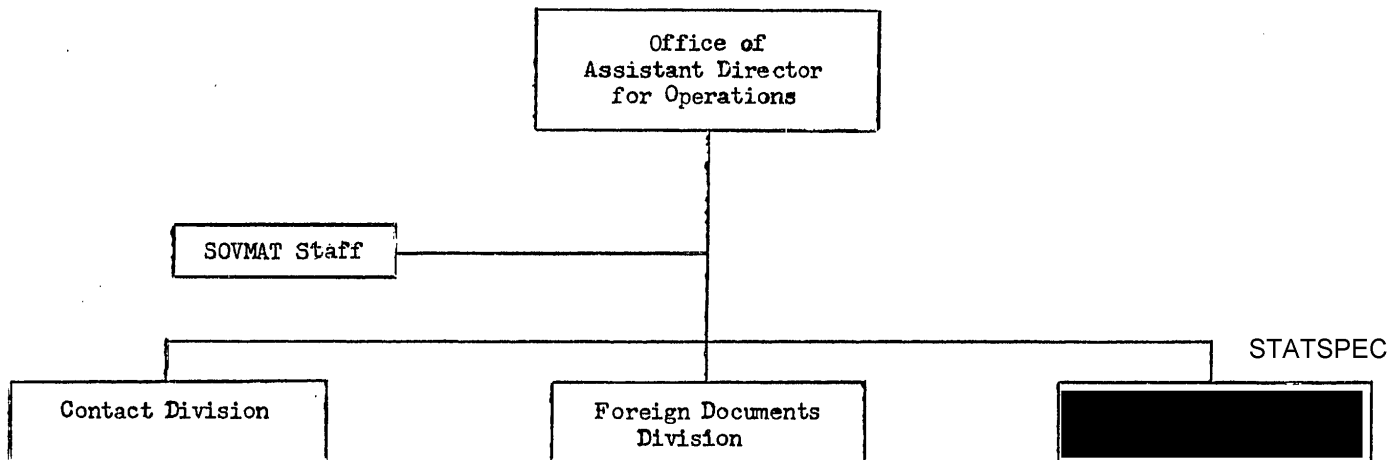 Office of
Assistant Director
for Operations
SOVMAT Staff
STATSPEC
Contact Division
Foreign Documents
Division